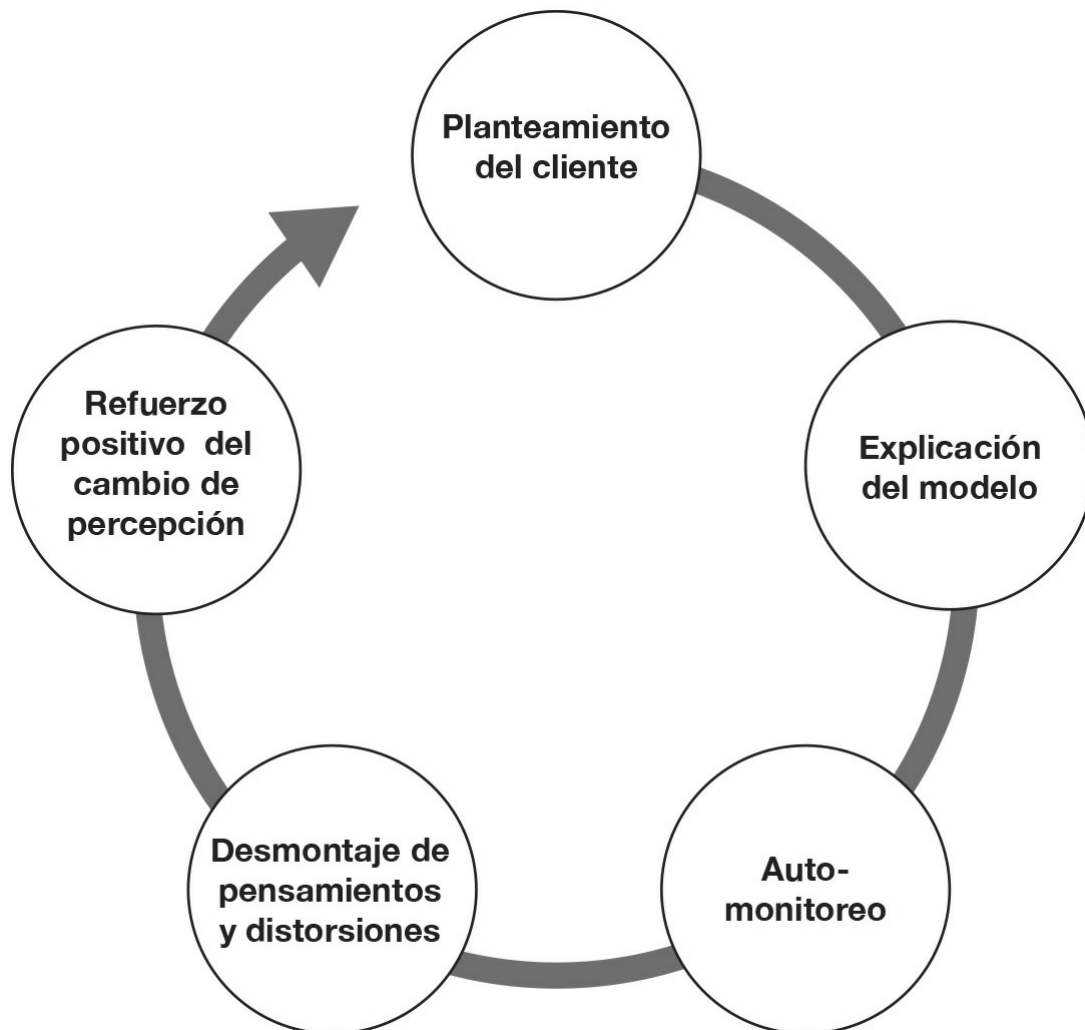 Planteamiento
del cliente
Explicación
del modelo
Auto-
monitoreo
Desmontaje de
pensamientos
y distorsiones
Refuerzo
positivo  del
cambio de
percepción